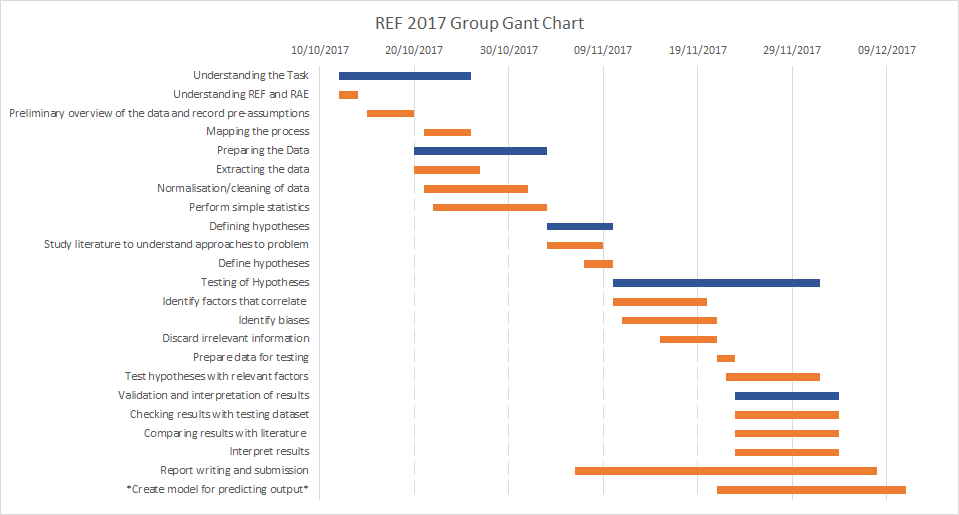 REF 2017 Group Gant Chart
10/10/2017 20/10/2017 30/10/2017 09/11/2017 19/11/2017 29/11/2017 09/12/2017
Understanding the Task
Understanding REF and RAE
Preliminary overview of the data and record pre-assumptions
Mapping the process
Preparing the Data
Extracting the data
Normalisation/cleaning of data
Perform simple statistics
Defining hypotheses
Study literature to understand approaches to problem
Define hypotheses
Testing of Hypotheses
Identify factors that correlate
Identify biases
Discard irrelevant information
Prepare data for testing
Test hypotheses with relevant factors
Validation and interpretation of results
Checking results with testing dataset
Comparing results with literature
Interpret results
Report writing and submission
*Create model for predicting output*